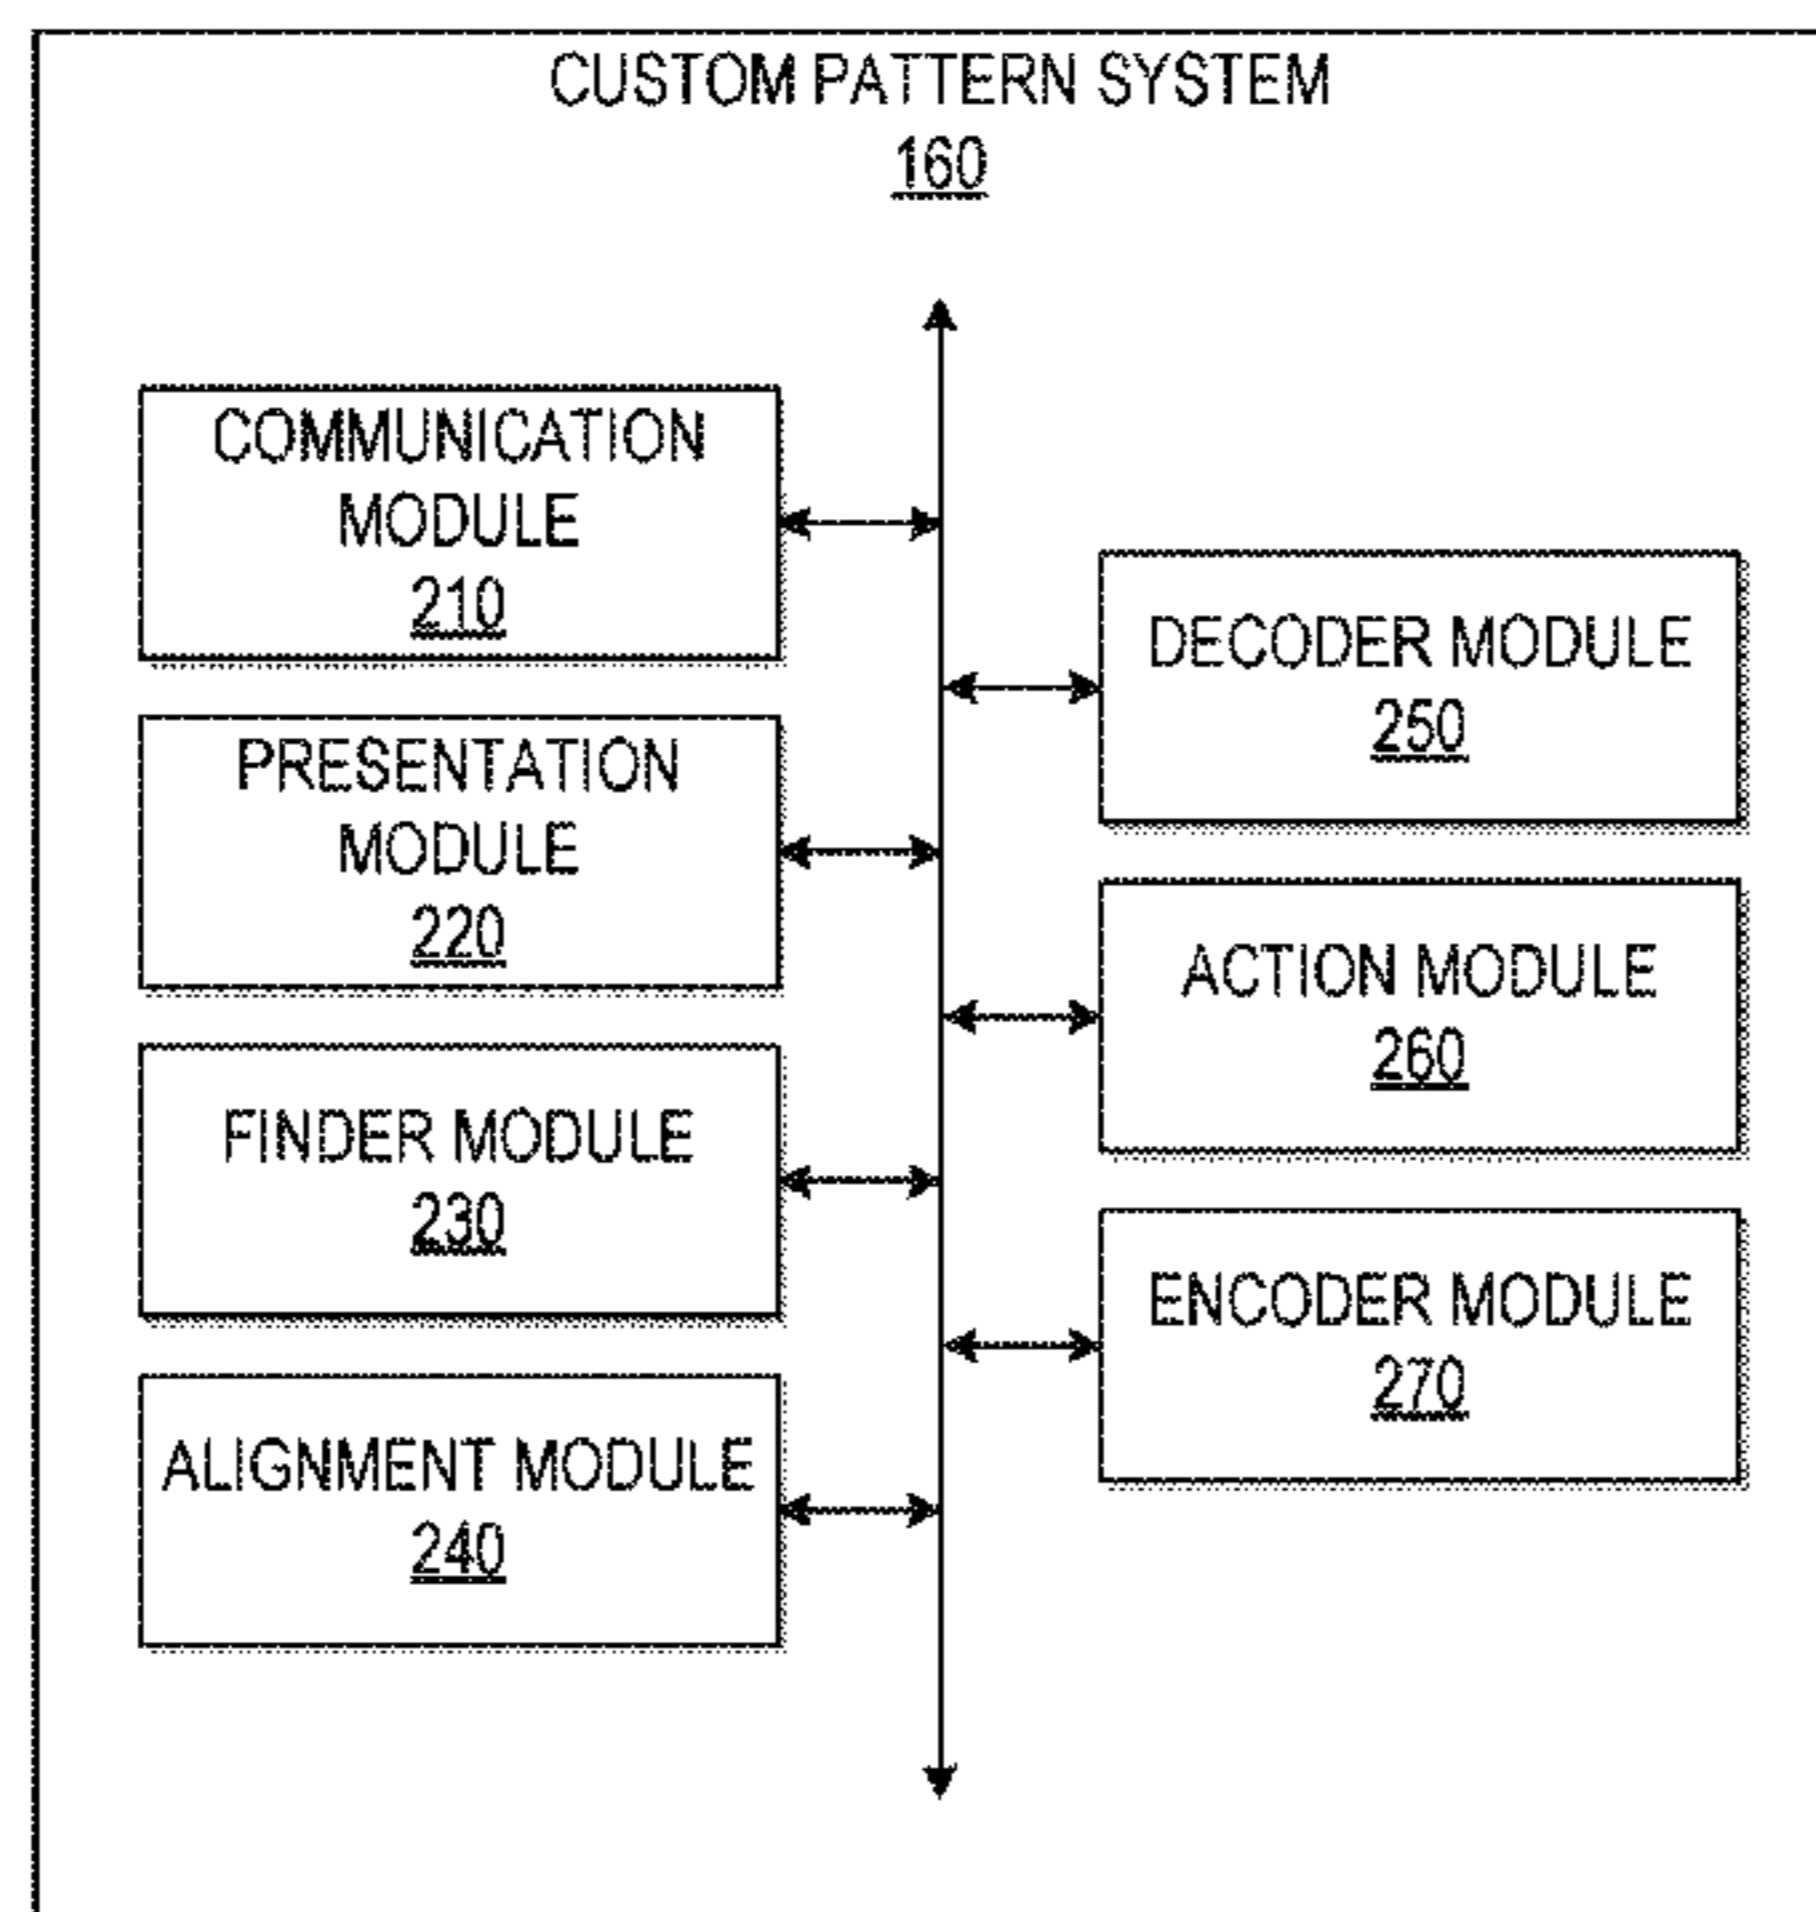 CUSTOM PATTERN SYSTEM
160
COMMUNICATION
MODULE
210
PRESENTATION
MODULE
220
FINDER MODULE
230
ALIGNMENT MODULE
240
DECODER MODULE
250
ACTION MODULE
260
ENCODER MODULE
270